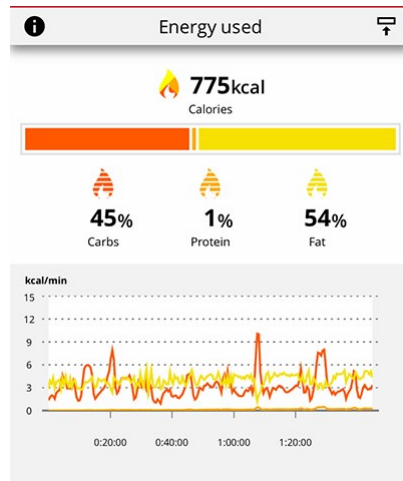 Energy used
775kcal
Calories
45% 1% 54%
Carbs Protein Fat
kcal/min
15
12
9
6
3
0
0:20:00 0:40:00 1:00:00 1:20:00